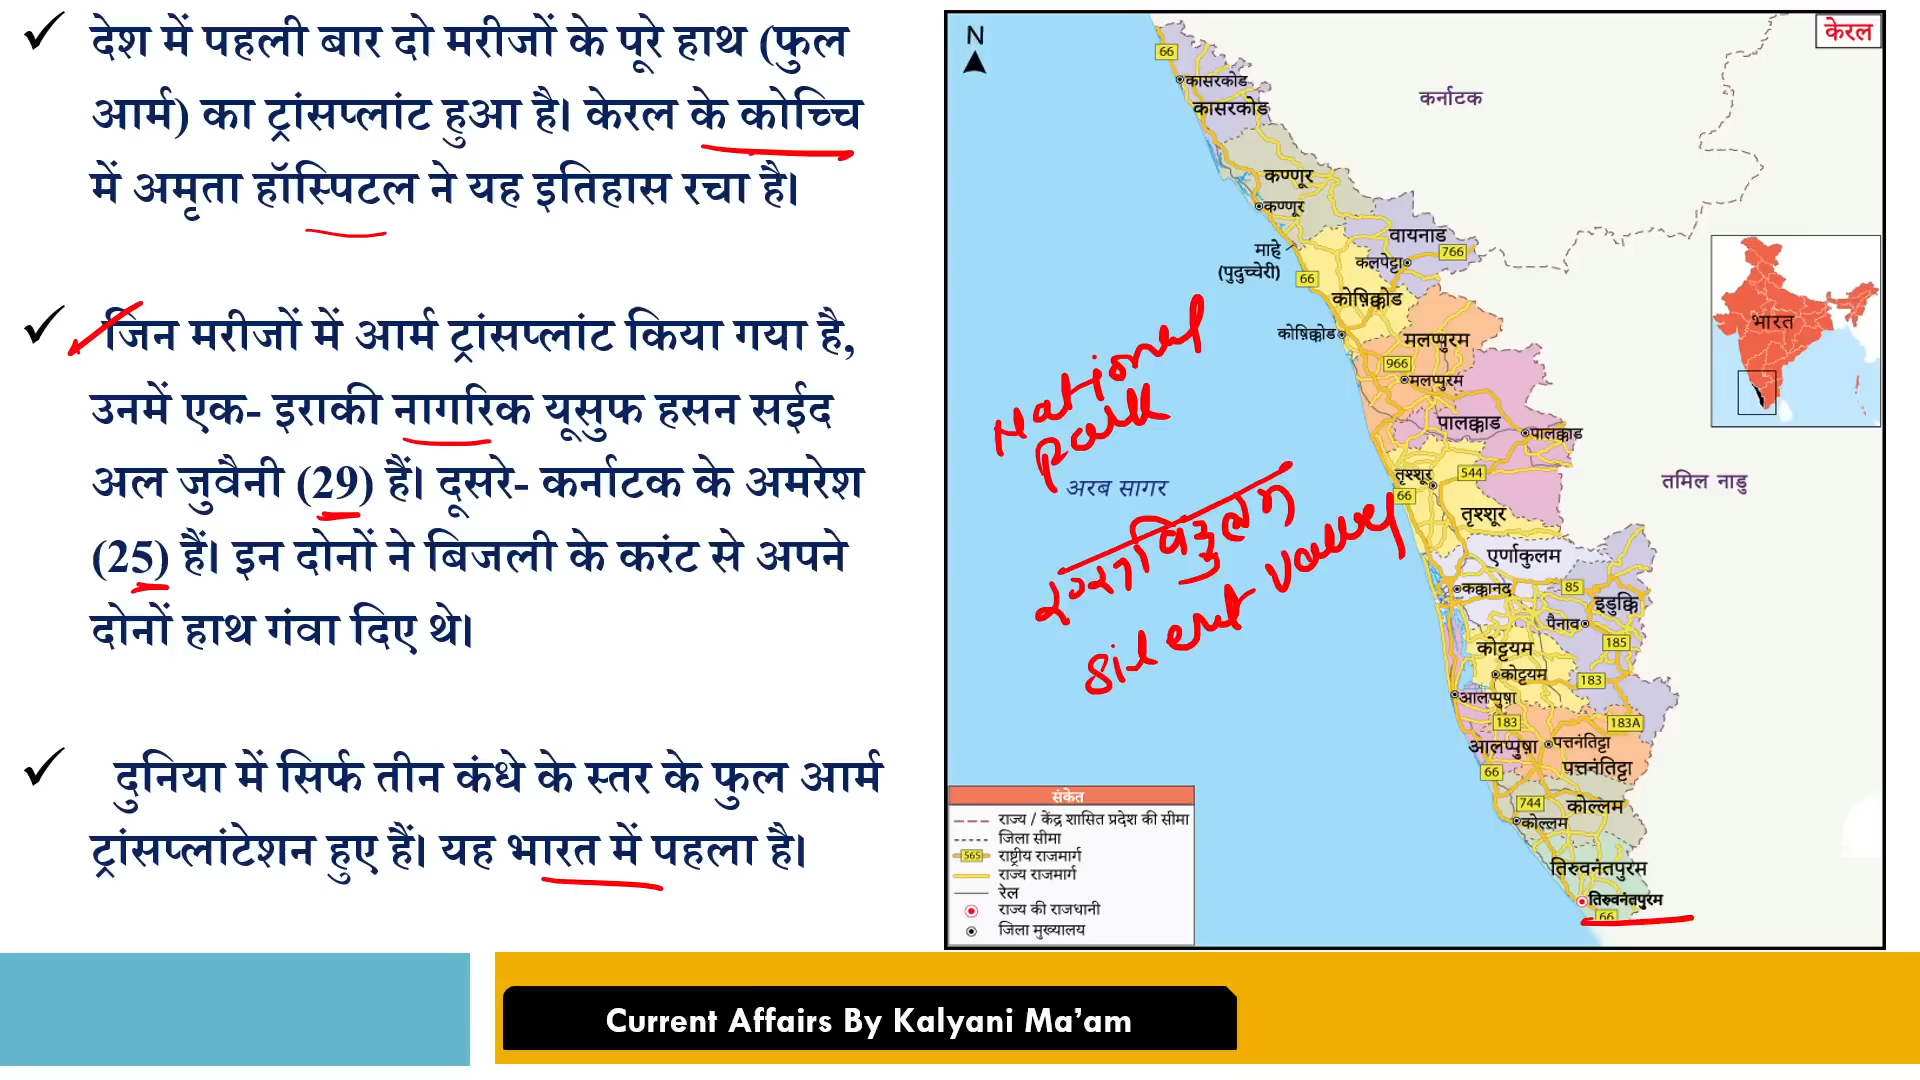 ✓ देश में पहली बार दो मरीजों के पूरे हाथ (फुल
आर्म) का ट्रांसप्लांट हुआ है। केरल के कोच्चि
में अमृता हॉस्पिटल ने यह इतिहास रचा है।
✓ जिन मरीजों में आर्म ट्रांसप्लांट किया गया है,
उनमें एक- इराकी नागरिक यूसुफ हसन सईद
अल जुवैनी (29) हैं। दूसरे- कर्नाटक के अमरेश
(25) हैं। इन दोनों ने बिजली के करंट से अपने
दोनों हाथ गंवा दिए थे।
✓ दुनिया में सिर्फ तीन कंधे के स्तर के फुल आर्म
ट्रांसप्लांटेशन हुए हैं। यह भारत में पहला है।
N
केरल
66
कासरकोड
कासरकोड
कर्नाटक
कण्णूर
कण्णूर
वायनाड
माहे
(पुदुच्चेरी)
कलपेट्टा
766
66
कोष़िक्कोड
कोष़िक्कोड
मलप्पुरम
966
मलप्पुरम
भारत
National
park
पालक्काड
पालक्काड
अरब सागर
तृश्शूर
544
66
तमिल नाडु
तृश्शूर
Silent Valley
एर्णाकुलम
कक्कानद
85
इडुक्कि
पैनाव
185
कोट्टयम
कोट्टयम
183
आलप्पुषा
183
183A
आलप्पुषा
पत्तनंतिट्टा
पत्तनंतिट्टा
66
744
कोल्लम
कोल्लम
तिरुवनंतपुरम
तिरुवनंतपुरम
66
संकेत
राज्य / केंद्र शासित प्रदेश की सीमा
जिला सीमा
565 राष्ट्रीय राजमार्ग
राज्य राजमार्ग
रेल
राज्य की राजधानी
जिला मुख्यालय
Current Affairs By Kalyani Ma’am